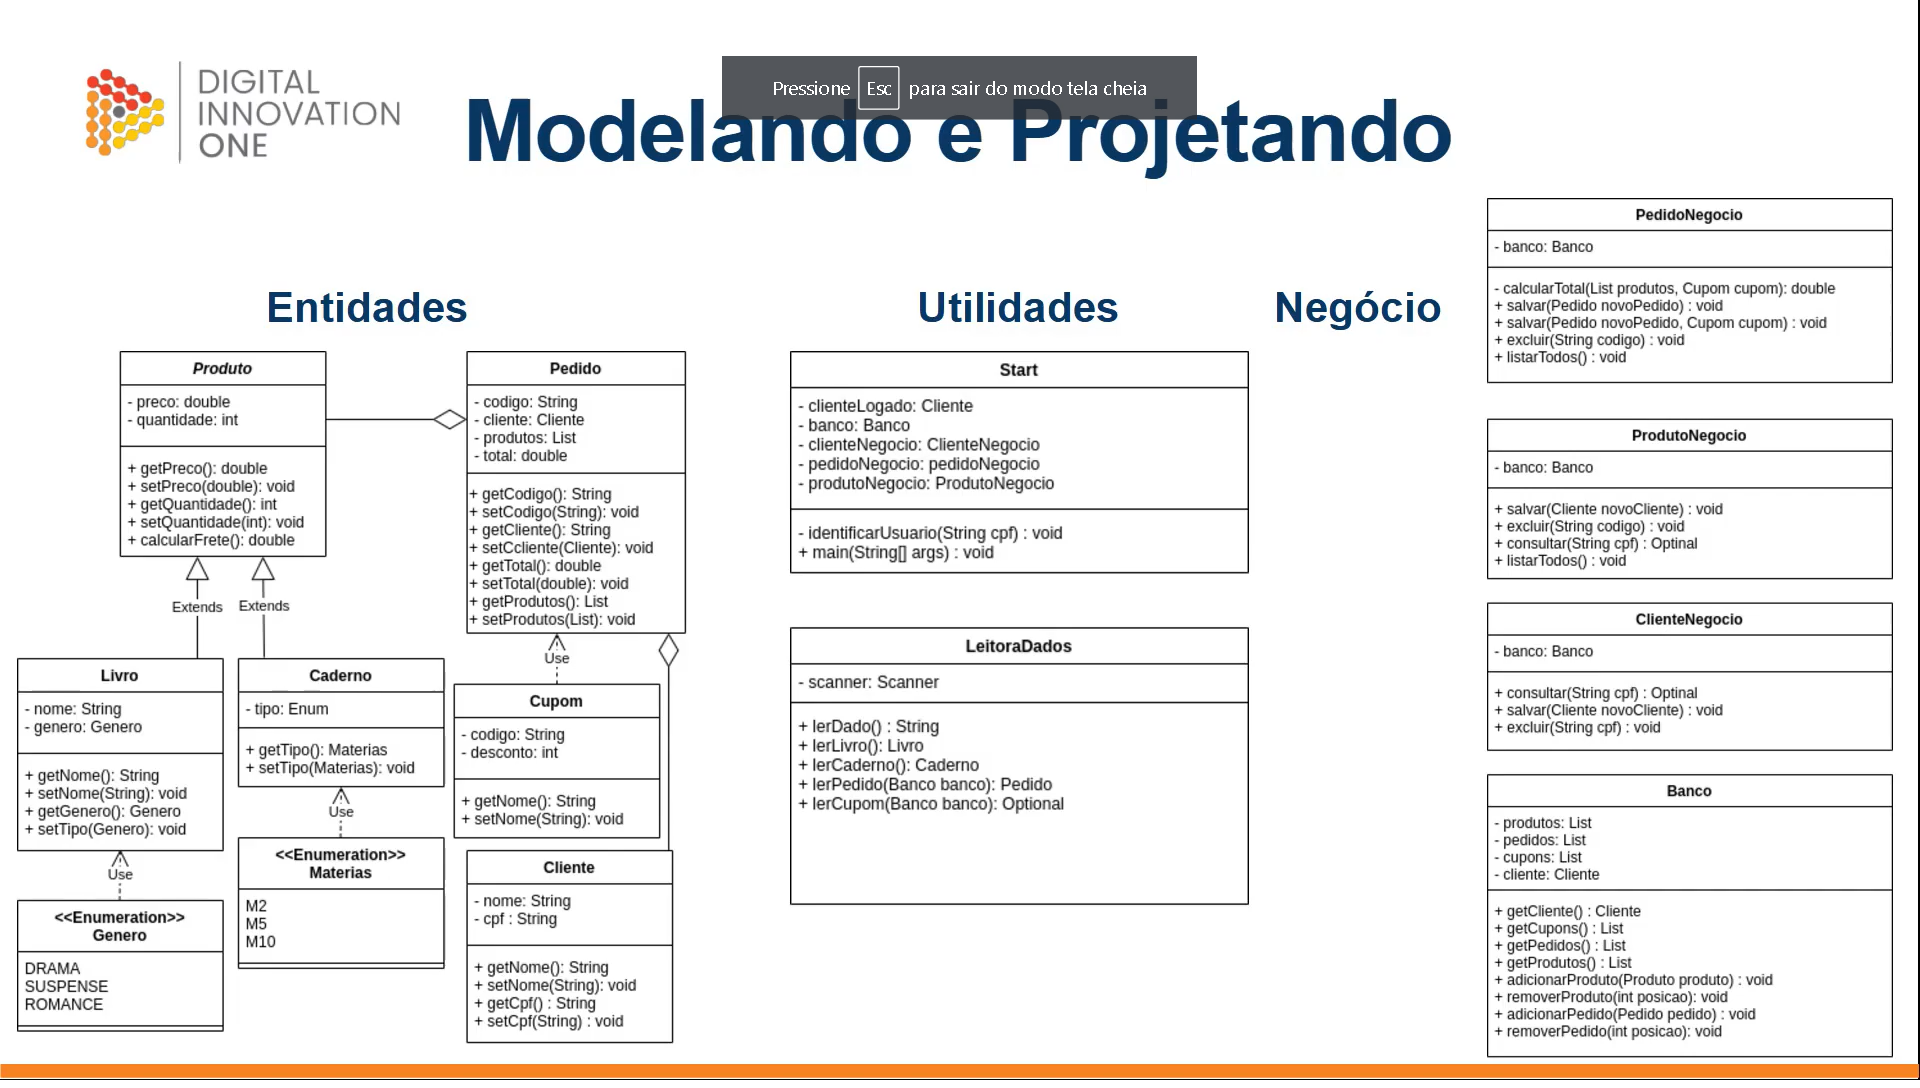 DIGITAL
INNOVATION
ONE
Pressione Esc para sair do modo tela cheia
Modelando e Projetando
Entidades
Produto
- preco: double
- quantidade: int
+ getPreco(): double
+ setPreco(double): void
+ getQuantidade(): int
+ setQuantidade(int): void
+ calcularFrete(): double
Extends
Extends
Pedido
- codigo: String
- cliente: Cliente
- produtos: List
- total: double
+ getCodigo(): String
+ setCodigo(String): void
+ getCliente(): String
+ setCcliente(Cliente): void
+ getTotal(): double
+ setTotal(double): void
+ getProdutos(): List
+ setProdutos(List): void
Use
Livro
- nome: String
- genero: Genero
+ getNome(): String
+ setNome(String): void
+ getGenero(): Genero
+ setTipo(Genero): void
Use
<<Enumeration>>
Genero
DRAMA
SUSPENSE
ROMANCE
Caderno
- tipo: Enum
+ getTipo(): Materias
+ setTipo(Materias): void
Use
<<Enumeration>>
Materias
M2
M5
M10
Cupom
- codigo: String
- desconto: int
+ getNome(): String
+ setNome(String): void
Cliente
- nome: String
- cpf : String
+ getNome(): String
+ setNome(String): void
+ getCpf() : String
+ setCpf(String) : void
Utilidades
Start
- clienteLogado: Cliente
- banco: Banco
- clienteNegocio: ClienteNegocio
- pedidoNegocio: pedidoNegocio
- produtoNegocio: ProdutoNegocio
- identificarUsuario(String cpf) : void
+ main(String[] args) : void
LeitoraDados
- scanner: Scanner
+ lerDado() : String
+ lerLivro(): Livro
+ lerCaderno(): Caderno
+ lerPedido(Banco banco): Pedido
+ lerCupom(Banco banco): Optional
Negócio
PedidoNegocio
- banco: Banco
- calcularTotal(List produtos, Cupom cupom): double
+ salvar(Pedido novoPedido) : void
+ salvar(Pedido novoPedido, Cupom cupom) : void
+ excluir(String codigo) : void
+ listarTodos() : void
ProdutoNegocio
- banco: Banco
+ salvar(Cliente novoCliente) : void
+ excluir(String codigo) : void
+ consultar(String cpf) : Optinal
+ listarTodos() : void
ClienteNegocio
- banco: Banco
+ consultar(String cpf) : Optinal
+ salvar(Cliente novoCliente) : void
+ excluir(String cpf) : void
Banco
- produtos: List
- pedidos: List
- cupons: List
- cliente: Cliente
+ getCliente() : Cliente
+ getCupons() : List
+ getPedidos() : List
+ getProdutos() : List
+ adicionarProduto(Produto produto) : void
+ removerProduto(int posicao): void
+ adicionarPedido(Pedido pedido) : void
+ removerPedido(int posicao): void